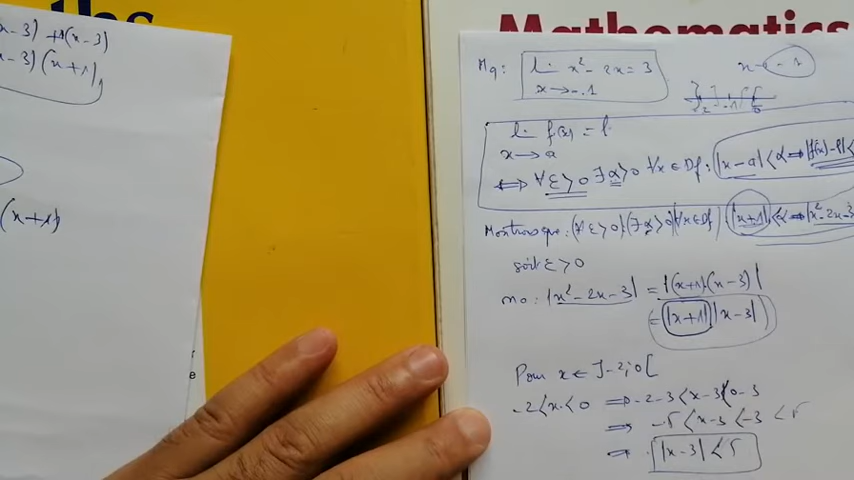 x-3) + 1(x-3)
x-3) (x+1)
(x+1)
Mathematics
Mq: lim x² - 2x = 3
x → -1
lim f(x) = l
x → a
⟺ ∀ε>0 ∃α>0 ∀x ∈ Df: |x-a|<α ⇒ |f(x)-l|<
Montrons que: (∀ε>0)(∃α>0)(∀x∈Df) |x+1|<α ⇒ |x²-2x-3
soit ε>0
ona: |x²-2x-3| = |(x+1)(x-3)|
= |x+1||x-3|
Pour x ∈ ]-2;0[
-2<x<0 ⇒ -2-3<x-3<0-3
⇒ -5<x-3<-3 < 5
⇒ |x-3| < 5